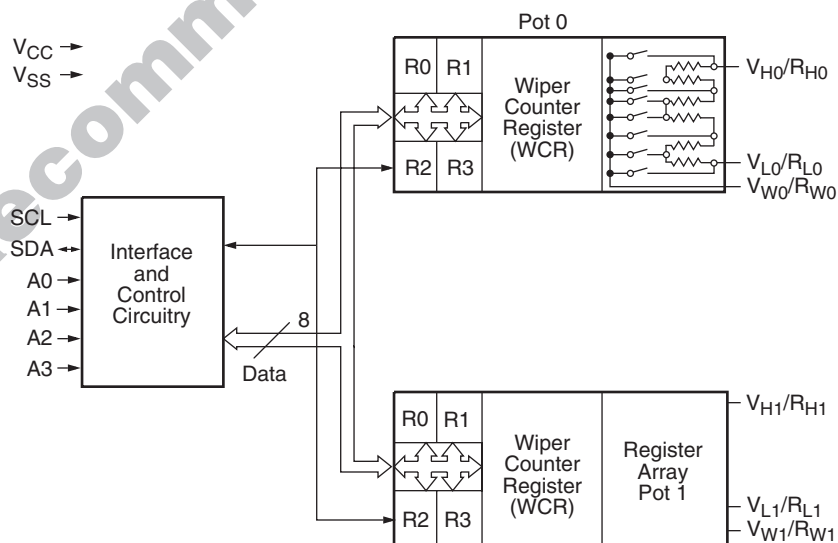 ecomm
Pot 0
VCC
VSS
R0 R1
R2 R3
Wiper
Counter
Register
(WCR)
VH0/RH0
VL0/RL0
VW0/RW0
SCL
SDA
A0
A1
A2
A3
Interface
and
Control
Circuitry
8
Data
R0 R1
R2 R3
Wiper
Counter
Register
(WCR)
Register
Array
Pot 1
VH1/RH1
VL1/RL1
VW1/RW1